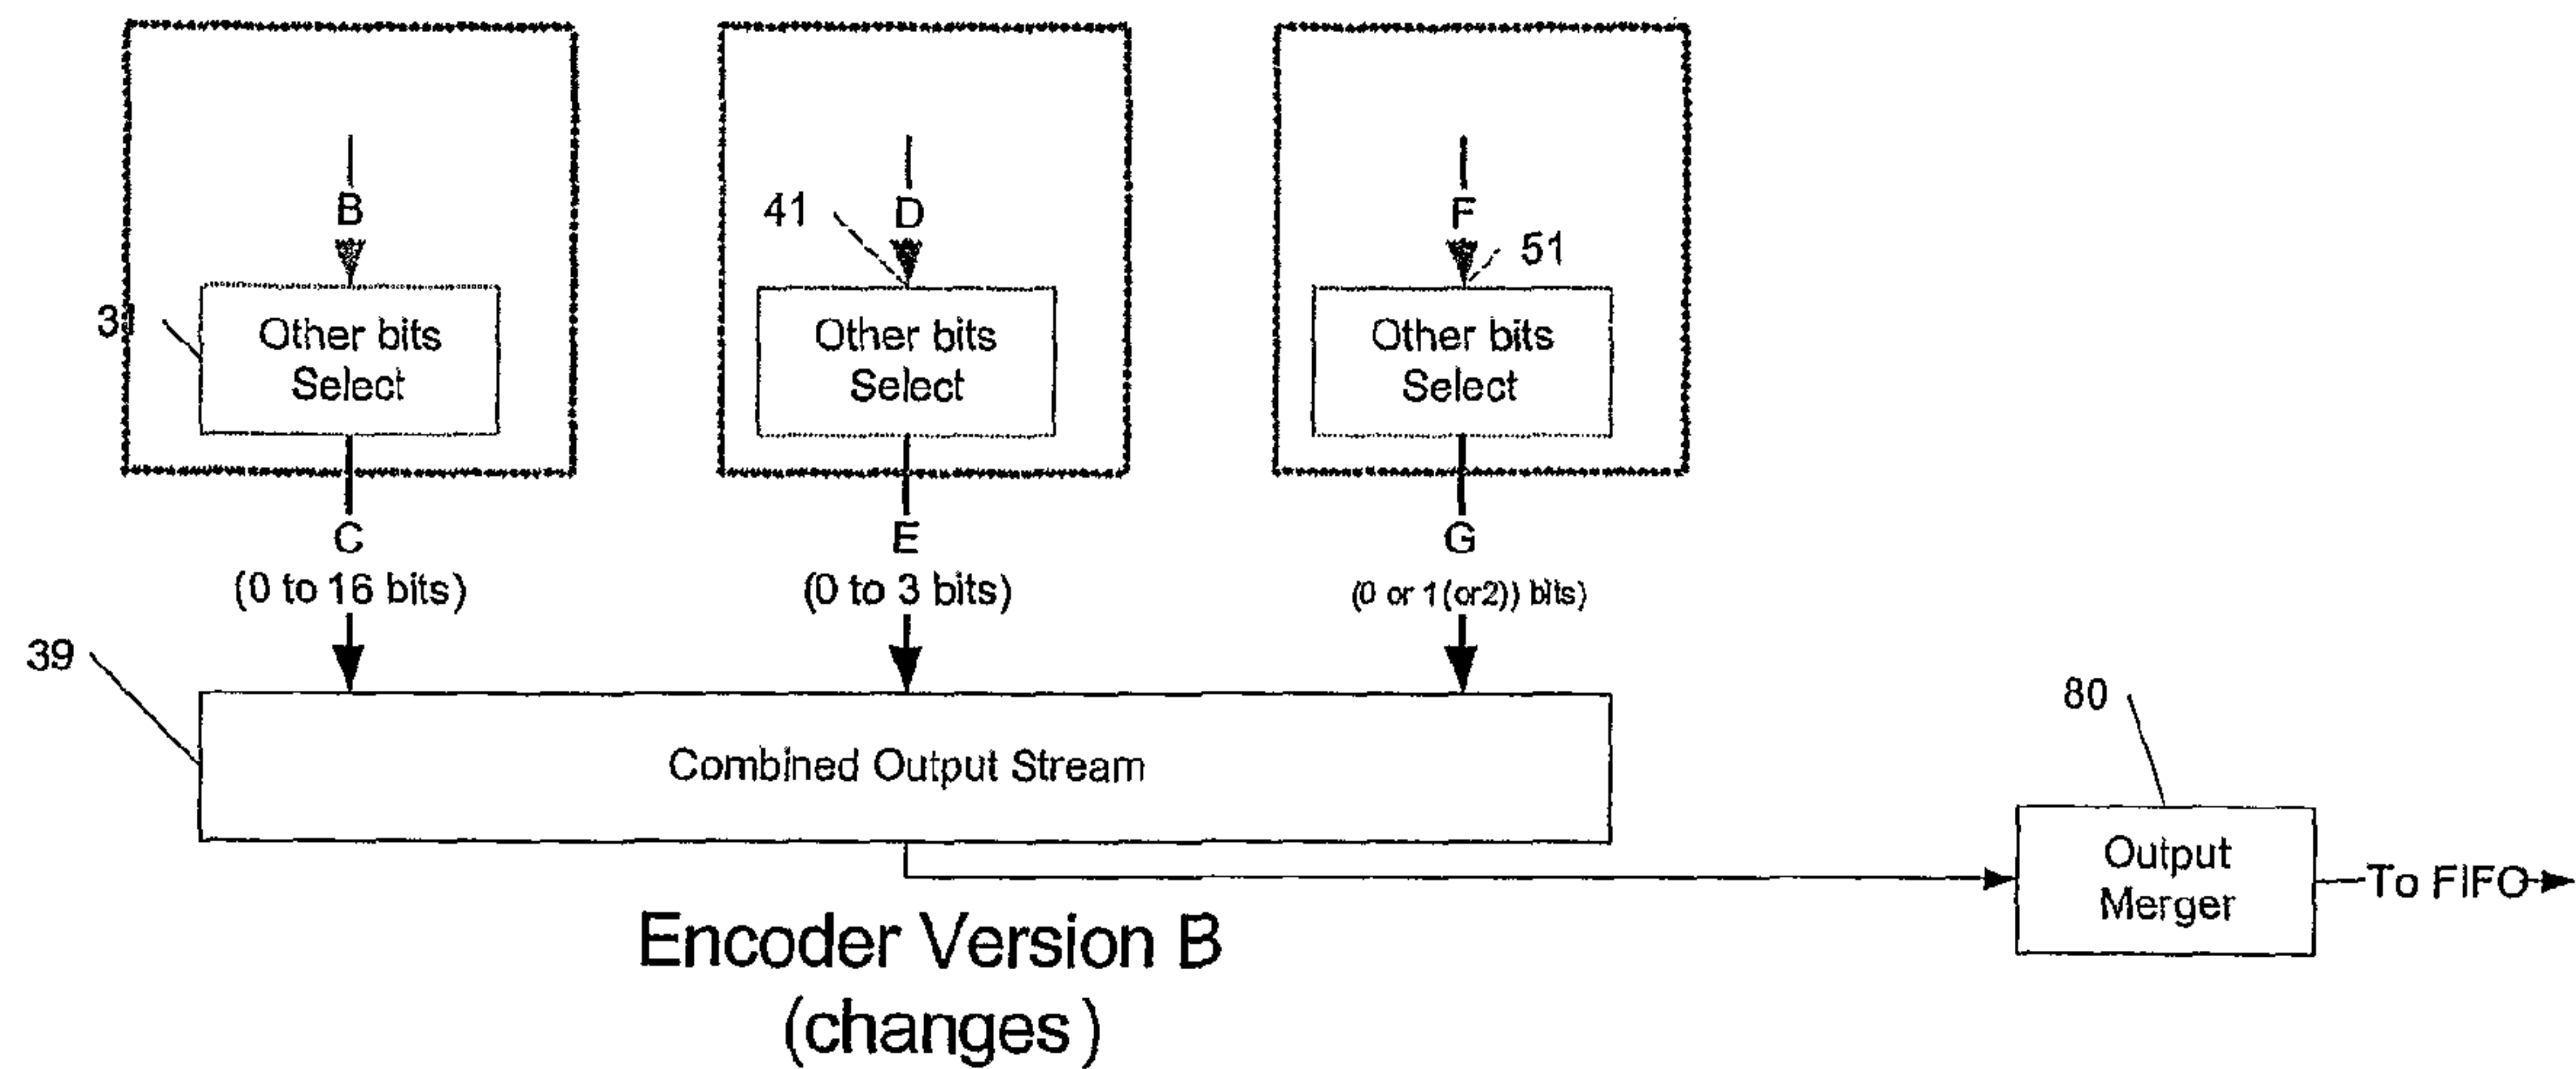 B
41
D
F
51
31
Other bits
Select
Other bits
Select
Other bits
Select
C
E
G
(0 to 16 bits)
(0 to 3 bits)
(0 or 1(or2)) bits)
39
80
Combined Output Stream
Output
Merger
To FIFO
Encoder Version B
(changes)